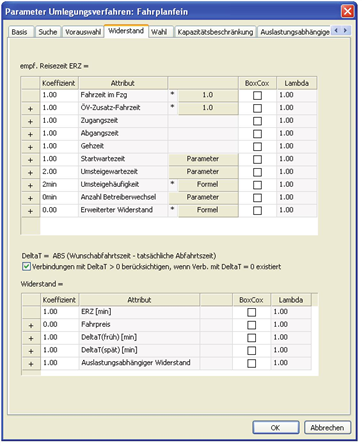 Parameter Umlegungsverfahren: Fahrplanfein
Basis Suche Vorauswahl Widerstand Wahl Kapazitätsbeschränkung Auslastungsabhängige
empf. Reisezeit ERZ =
Koeffizient Attribut BoxCox Lambda
1.00 Fahrzeit im Fzg * 1.0 1.00
+ 1.00 ÖV-Zusatz-Fahrzeit * 1.0 1.00
+ 1.00 Zugangszeit 1.00
+ 1.00 Abgangszeit 1.00
+ 1.00 Gehzeit 1.00
+ 1.00 Startwartezeit Parameter 1.00
+ 2.00 Umsteigewartezeit Parameter 1.00
+ 2min Umsteigehäufigkeit * Formel 1.00
+ 0min Anzahl Betreiberwechsel Parameter 1.00
+ 0.00 Erweiterter Widerstand * Formel 1.00
DeltaT = ABS (Wunschabfahrtszeit - tatsächliche Abfahrtszeit)
Verbindungen mit DeltaT > 0 berücksichtigen, wenn Verb. mit DeltaT = 0 existiert
Widerstand =
Koeffizient Attribut BoxCox Lambda
1.00 ERZ [min] 1.00
+ 0.00 Fahrpreis 1.00
+ 1.00 DeltaT(früh) [min] 1.00
+ 1.00 DeltaT(spät) [min] 1.00
+ 1.00 Auslastungsabhängiger Widerstand 1.00
OK Abbrechen